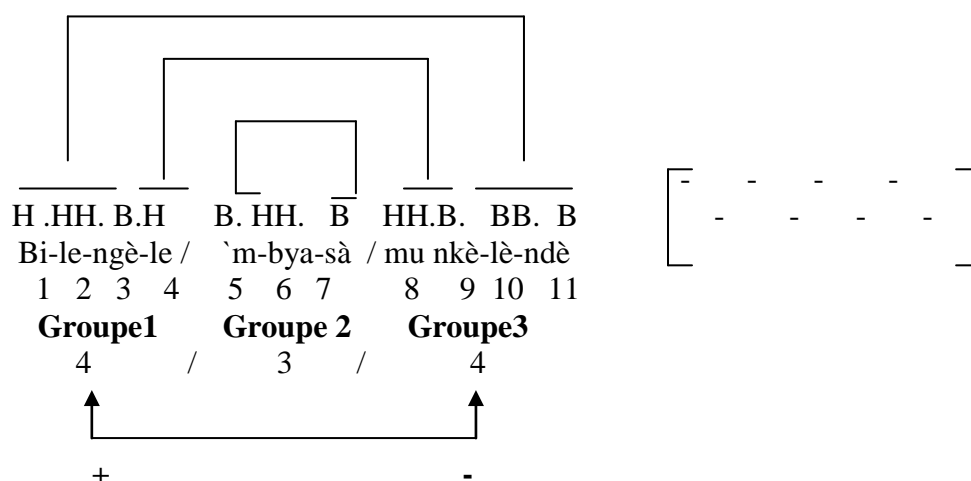 H .HH. B.H B. HH. B HH.B. BB. B
Bi-le-ngè-le / `m-bya-sà / mu nkè-lè-ndè
1 2 3 4 5 6 7 8 9 10 11
Groupe1 Groupe 2 Groupe3
4 / 3 / 4
+ -
- - - -
- - - -